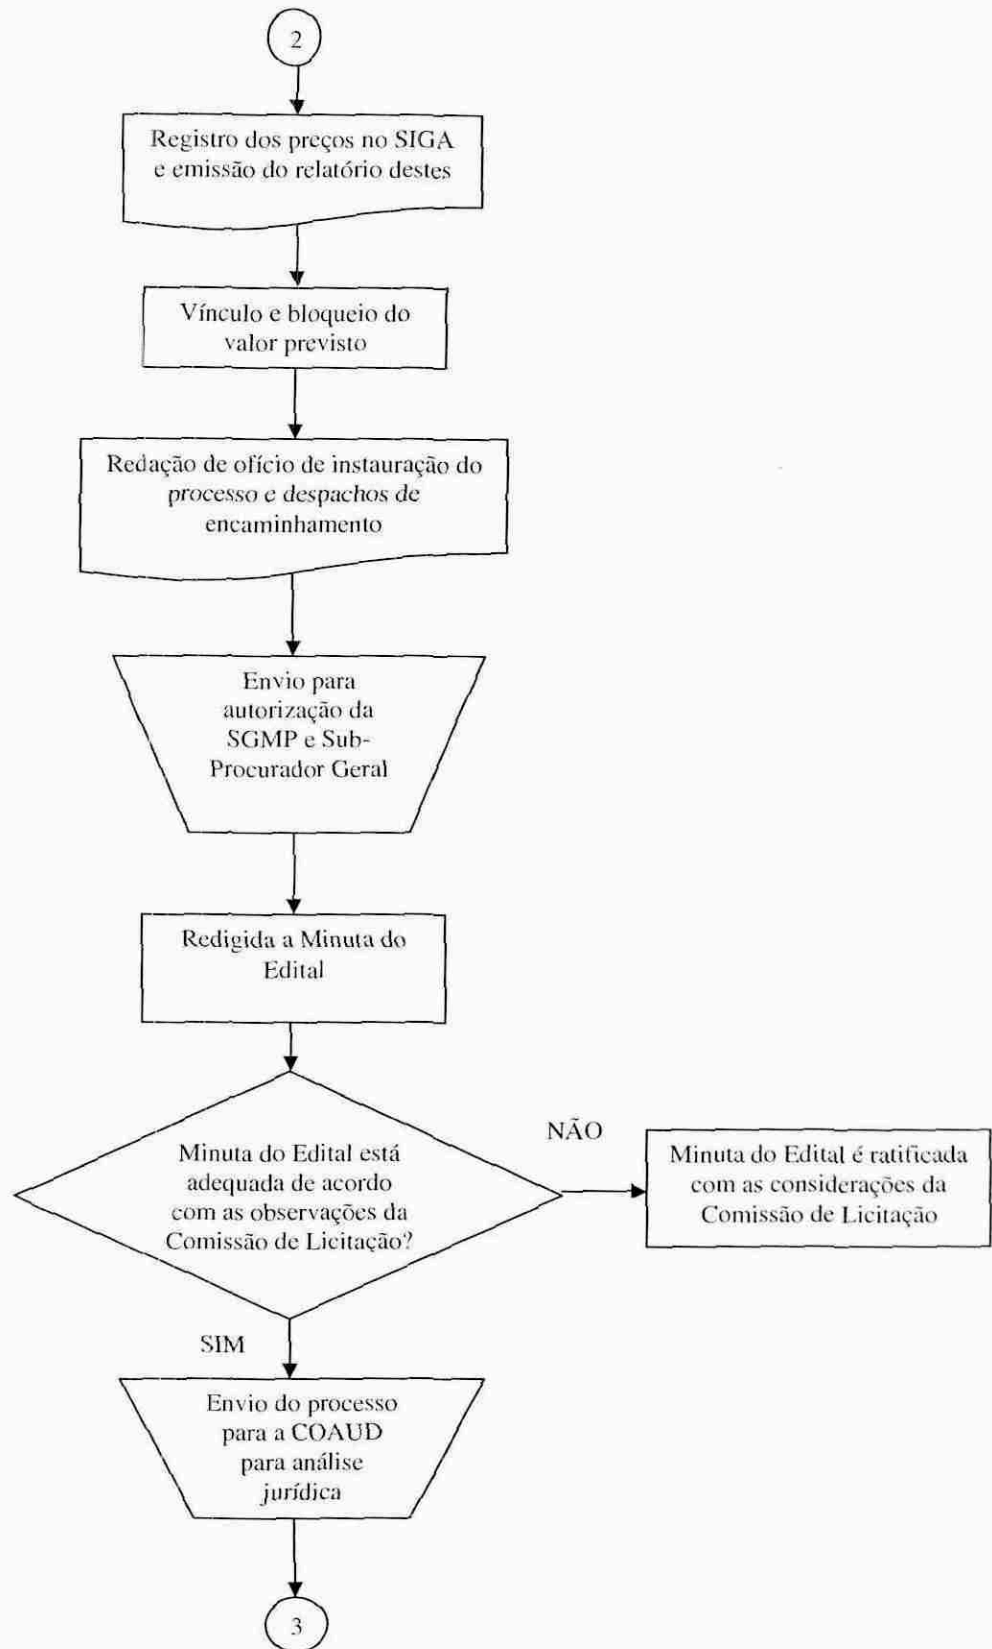 2
Registro dos preços no SIGA
e emissão do relatório destes
Vínculo e bloqueio do
valor previsto
Redação de ofício de instauração do
processo e despachos de
encaminhamento
Envio para
autorização da
SGMP e Sub-
Procurador Geral
Redigida a Minuta do
Edital
Minuta do Edital está
adequada de acordo
com as observações da
Comissão de Licitação?
NÃO
Minuta do Edital é ratificada
com as considerações da
Comissão de Licitação
SIM
Envio do processo
para a COAUD
para análise
jurídica
3